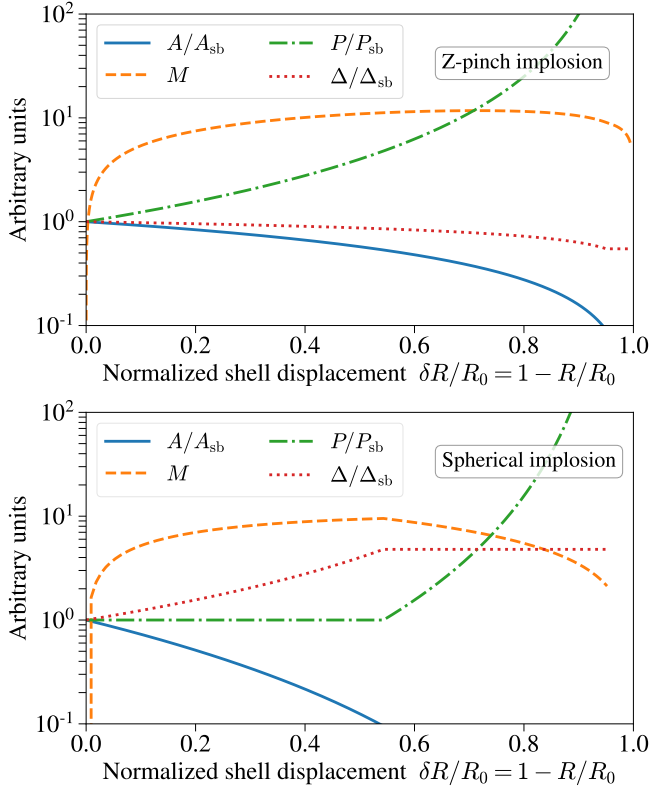 10²
10¹
10⁰
10⁻¹
Arbitrary units
A/A_sb
M
P/P_sb
Δ/Δ_sb
Z-pinch implosion
0.0 0.2 0.4 0.6 0.8 1.0
Normalized shell displacement δR/R₀ = 1 − R/R₀
10²
10¹
10⁰
10⁻¹
Arbitrary units
A/A_sb
M
P/P_sb
Δ/Δ_sb
Spherical implosion
0.0 0.2 0.4 0.6 0.8 1.0
Normalized shell displacement δR/R₀ = 1 − R/R₀